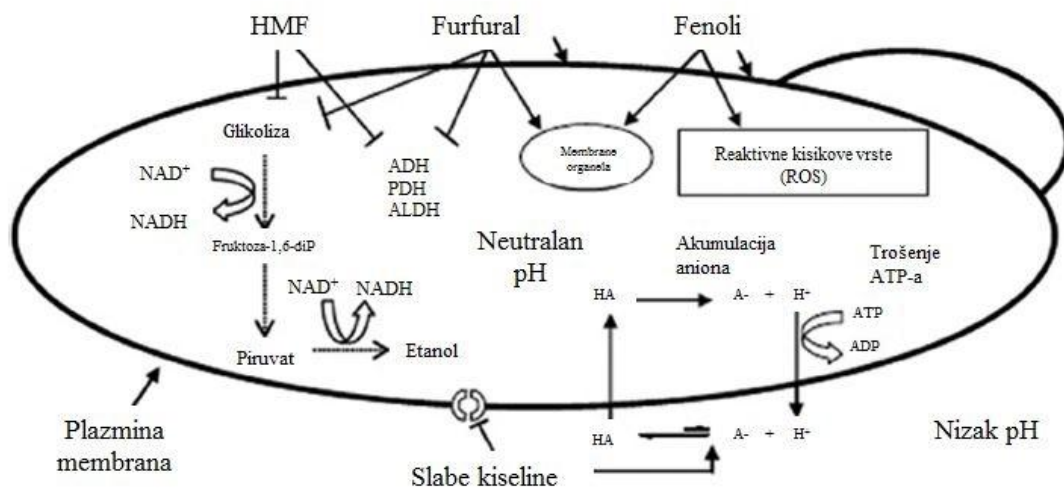 HMF
Furfural
Fenoli
Glikoliza
NAD⁺
NADH
Fruktoza-1,6-diP
ADH
PDH
ALDH
Membrane
organela
Reaktivne kisikove vrste
(ROS)
Neutralan
pH
Akumulacija
aniona
Trošenje
ATP-a
NAD⁺
NADH
HA
A- + H⁺
ATP
ADP
Piruvat
Etanol
Plazmina
membrana
Slabe kiseline
HA
A- + H⁺
Nizak pH